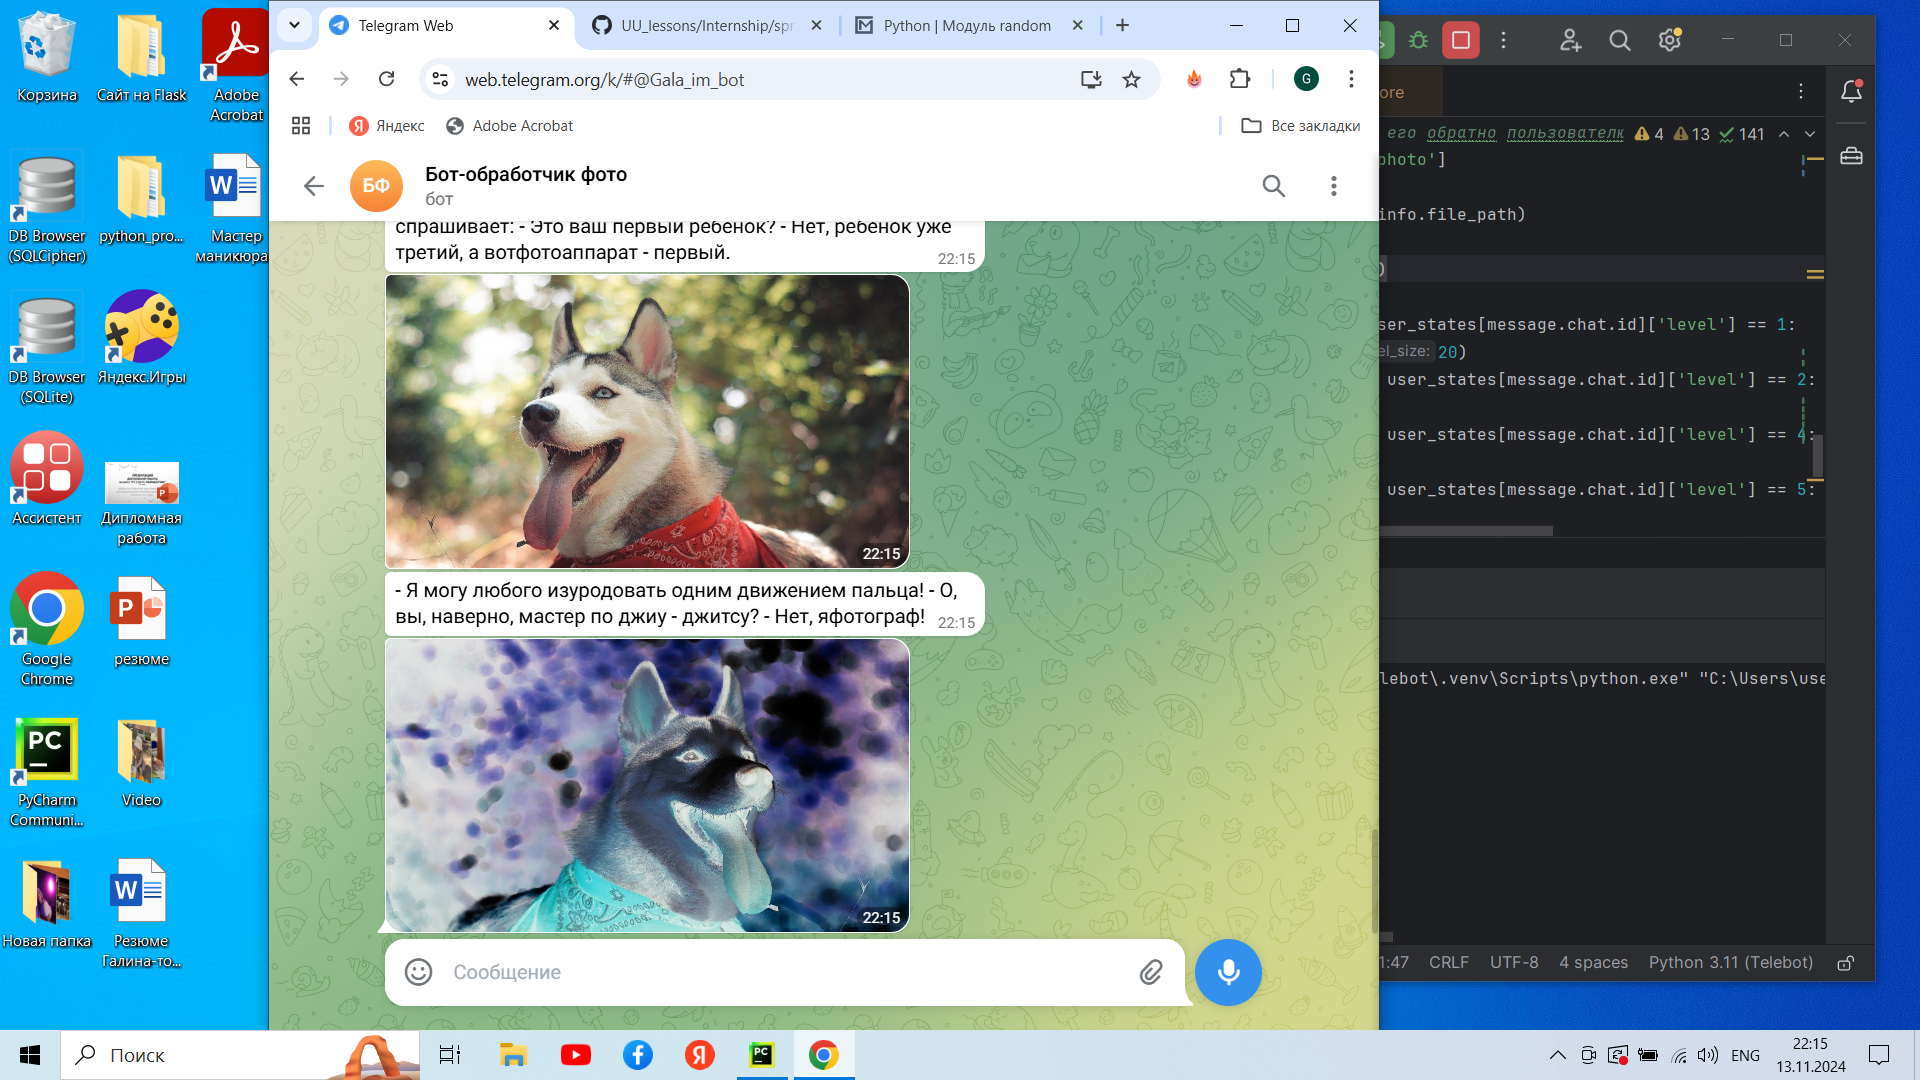 Корзина
Сайт на Flask
Adobe
Acrobat
DB Browser
(SQLCipher)
python_pro...
Мастер
маникюра
DB Browser
(SQLite)
Яндекс.Игры
Ассистент
Дипломная
работа
Google
Chrome
резюме
PyCharm
Communi...
Video
Новая папка
Резюме
Галина-то...
Telegram Web
UU_lessons/Internship/spr
Python | Модуль random
web.telegram.org/k/#@Gala_im_bot
G
Яндекс
Adobe Acrobat
Все закладки
БФ
Бот-обработчик фото
бот
спрашивает: - Это ваш первый ребенок? - Нет, ребенок уже
третий, а вотфотоаппарат - первый.
22:15
22:15
- Я могу любого изуродовать одним движением пальца! - О,
вы, наверно, мастер по джиу - джитсу? - Нет, яфотограф!
22:15
22:15
Сообщение
ore
его обратно пользователк
4
13
141
photo']
info.file_path)
)
ser_states[message.chat.id]['level'] == 1:
el_size: 20)
user_states[message.chat.id]['level'] == 2:
user_states[message.chat.id]['level'] == 4:
user_states[message.chat.id]['level'] == 5:
lebot\.venv\Scripts\python.exe" "C:\Users\use
1:47
CRLF
UTF-8
4 spaces
Python 3.11 (Telebot)
Поиск
ENG
22:15
13.11.2024